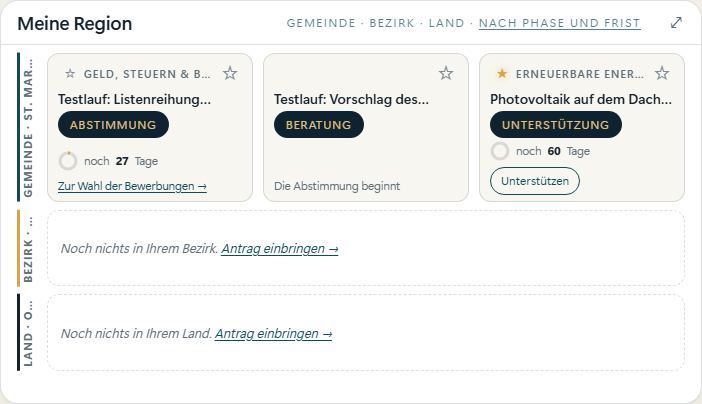 Meine Region
GEMEINDE · BEZIRK · LAND · NACH PHASE UND FRIST
GEMEINDE · ST. MAR…
GELD, STEUERN & B…
Testlauf: Listenreihung…
ABSTIMMUNG
noch 27 Tage
Zur Wahl der Bewerbungen →
Testlauf: Vorschlag des…
BERATUNG
Die Abstimmung beginnt
ERNEUERBARE ENER…
Photovoltaik auf dem Dach…
UNTERSTÜTZUNG
noch 60 Tage
Unterstützen
BEZIRK · …
Noch nichts in Ihrem Bezirk. Antrag einbringen →
LAND · O…
Noch nichts in Ihrem Land. Antrag einbringen →